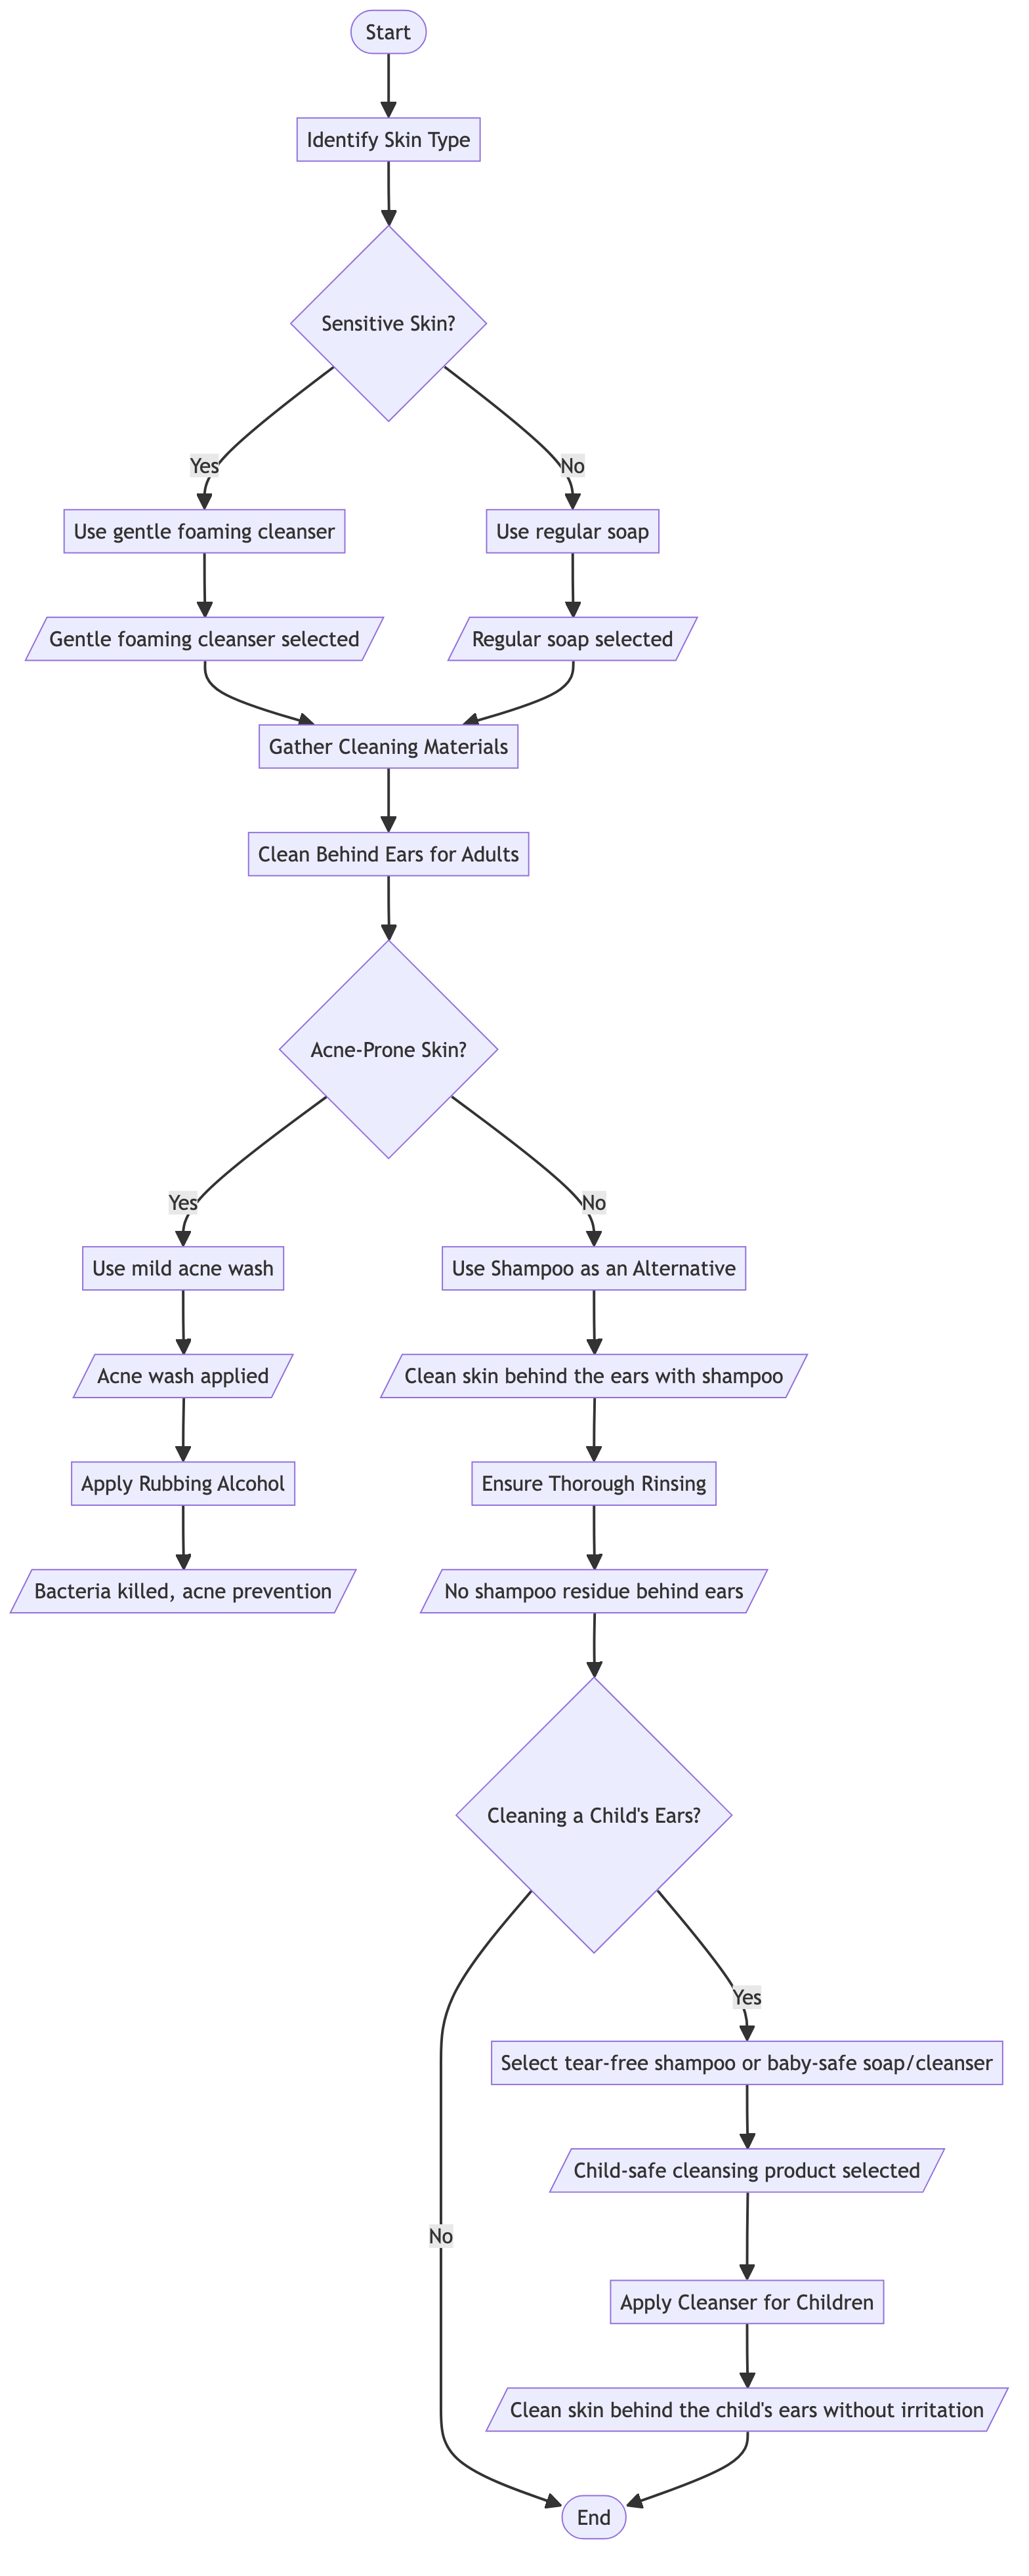 Start
Identify Skin Type
Sensitive Skin?
Yes
No
Use gentle foaming cleanser
Use regular soap
Gentle foaming cleanser selected
Regular soap selected
Gather Cleaning Materials
Clean Behind Ears for Adults
Acne-Prone Skin?
Yes
No
Use mild acne wash
Use Shampoo as an Alternative
Acne wash applied
Clean skin behind the ears with shampoo
Apply Rubbing Alcohol
Ensure Thorough Rinsing
Bacteria killed, acne prevention
No shampoo residue behind ears
Cleaning a Child's Ears?
Yes
Select tear-free shampoo or baby-safe soap/cleanser
Child-safe cleansing product selected
No
Apply Cleanser for Children
Clean skin behind the child's ears without irritation
End